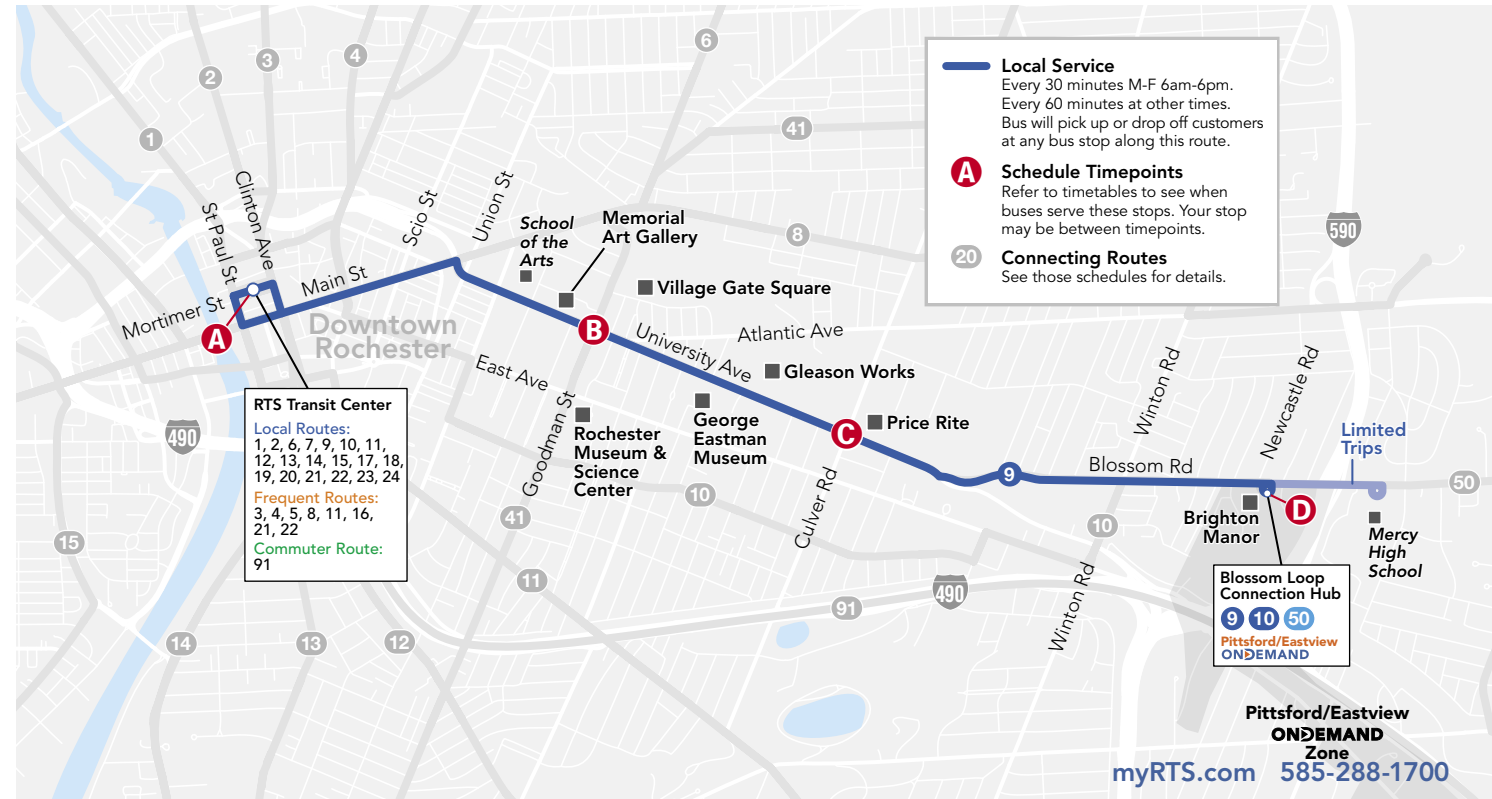 6
3
4
2
1
41
8
590
Local Service
Every 30 minutes M-F 6am-6pm.
Every 60 minutes at other times.
Bus will pick up or drop off customers
at any bus stop along this route.
A
Schedule Timepoints
Refer to timetables to see when
buses serve these stops. Your stop
may be between timepoints.
20
Connecting Routes
See those schedules for details.
Clinton Ave
St Paul St
Scio St
Union St
School
of the
Arts
Memorial
Art Gallery
Village Gate Square
Main St
Mortimer St
A
Downtown
Rochester
B
University Ave
Atlantic Ave
East Ave
Goodman St
Gleason Works
George
Eastman
Museum
Rochester
Museum &
Science
Center
C
Price Rite
Culver Rd
Winton Rd
Newcastle Rd
Limited
Trips
9
Blossom Rd
50
D
Brighton
Manor
Mercy
High
School
490
RTS Transit Center
Local Routes:
1, 2, 6, 7, 9, 10, 11,
12, 13, 14, 15, 17, 18,
19, 20, 21, 22, 23, 24
Frequent Routes:
3, 4, 5, 8, 11, 16,
21, 22
Commuter Route:
91
10
41
10
15
11
490
91
Winton Rd
14
13
12
Blossom Loop
Connection Hub
9 10 50
Pittsford/Eastview
ONDEMAND
Pittsford/Eastview
ONDEMAND
Zone
myRTS.com 585-288-1700